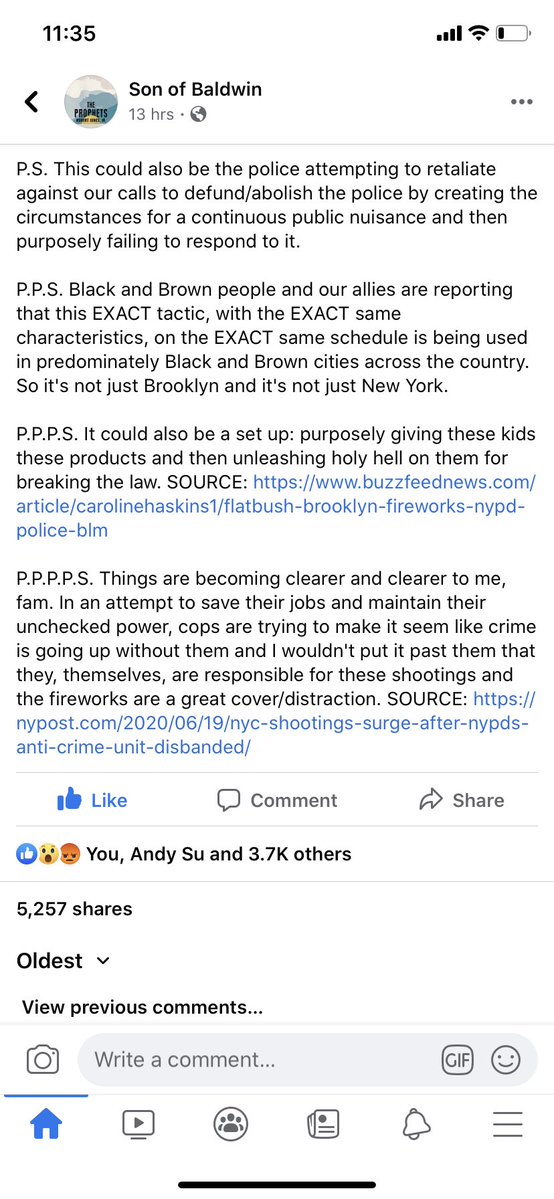 11:35
Son of Baldwin
THE
PROPHETS
ROBERT JONES, JR.
13 hrs ·
P.S. This could also be the police attempting to retaliate
against our calls to defund/abolish the police by creating the
circumstances for a continuous public nuisance and then
purposely failing to respond to it.
P.P.S. Black and Brown people and our allies are reporting
that this EXACT tactic, with the EXACT same
characteristics, on the EXACT same schedule is being used
in predominately Black and Brown cities across the country.
So it's not just Brooklyn and it's not just New York.
P.P.P.S. It could also be a set up: purposely giving these kids
these products and then unleashing holy hell on them for
breaking the law. SOURCE: https://www.buzzfeednews.com/
article/carolinehaskins1/flatbush-brooklyn-fireworks-nypd-
police-blm
P.P.P.P.S. Things are becoming clearer and clearer to me,
fam. In an attempt to save their jobs and maintain their
unchecked power, cops are trying to make it seem like crime
is going up without them and I wouldn't put it past them that
they, themselves, are responsible for these shootings and
the fireworks are a great cover/distraction. SOURCE: https://
nypost.com/2020/06/19/nyc-shootings-surge-after-nypds-
anti-crime-unit-disbanded/
Like Comment Share
You, Andy Su and 3.7K others
5,257 shares
Oldest
View previous comments...
Write a comment... GIF